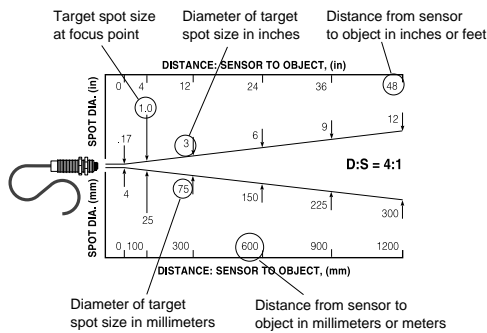 Target spot size
at focus point
Diameter of target
spot size in inches
Distance from sensor
to object in inches or feet
DISTANCE: SENSOR TO OBJECT, (in)
0 4 12 24 36 48
SPOT DIA. (in)
1.0
.17 3 6 9 12
D:S = 4:1
SPOT DIA. (mm)
4 25 75 150 225 300
0 100 300 600 900 1200
DISTANCE: SENSOR TO OBJECT, (mm)
Diameter of target
spot size in millimeters
Distance from sensor to
object in millimeters or meters